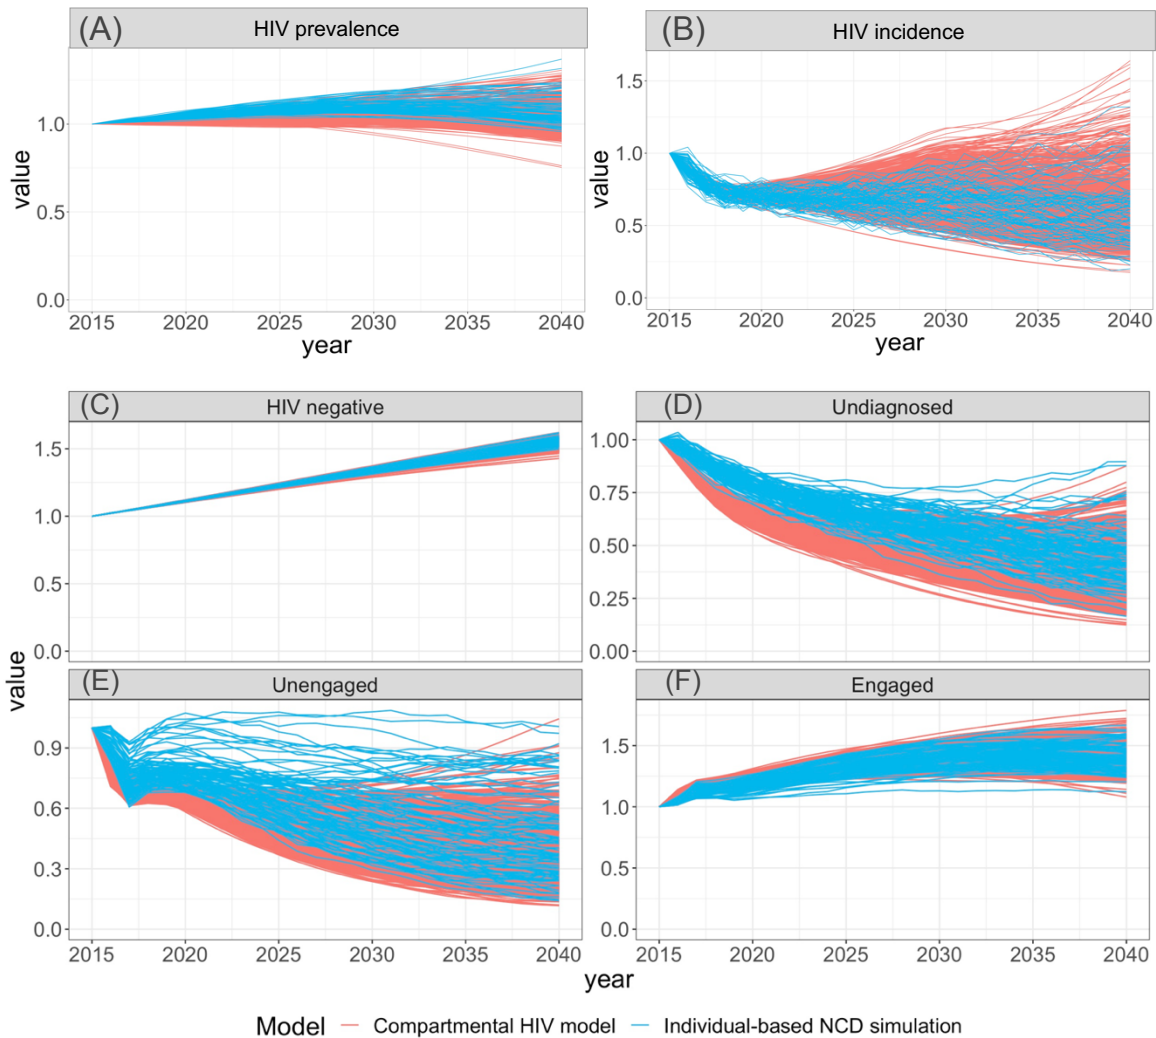 (A) HIV prevalence
1.0
0.5
0.0
value
2015 2020 2025 2030 2035 2040
year
(B) HIV incidence
1.5
1.0
0.5
0.0
value
2015 2020 2025 2030 2035 2040
year
(C) HIV negative
1.5
1.0
0.5
0.0
(D) Undiagnosed
1.00
0.75
0.50
0.25
0.00
value
(E) Unengaged
0.9
0.6
0.3
0.0
2015 2020 2025 2030 2035 2040
(F) Engaged
1.5
1.0
0.5
0.0
2015 2020 2025 2030 2035 2040
year
Model Compartmental HIV model Individual-based NCD simulation